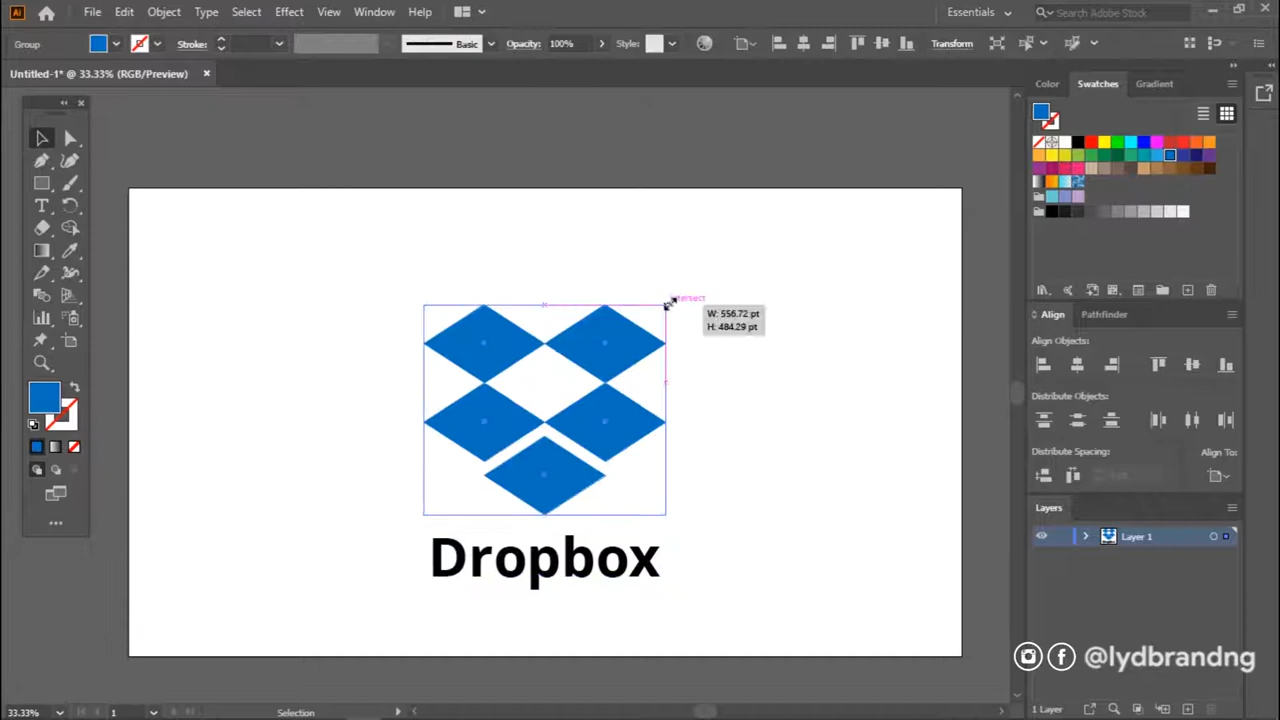 Ai File Edit Object Type Select Effect View Window Help Essentials Search Adobe Stock
Group Stroke: Basic Opacity: 100% Style: Transform
Untitled-1* @ 33.33% (RGB/Preview)
Color Swatches Gradient
intersect
W: 556.72 pt
H: 484.29 pt
Align Pathfinder
Align Objects:
Distribute Objects:
Distribute Spacing: Align To:
Layers
Layer 1
Dropbox
@lydbrandng
33.33% 1 Selection 1 Layer